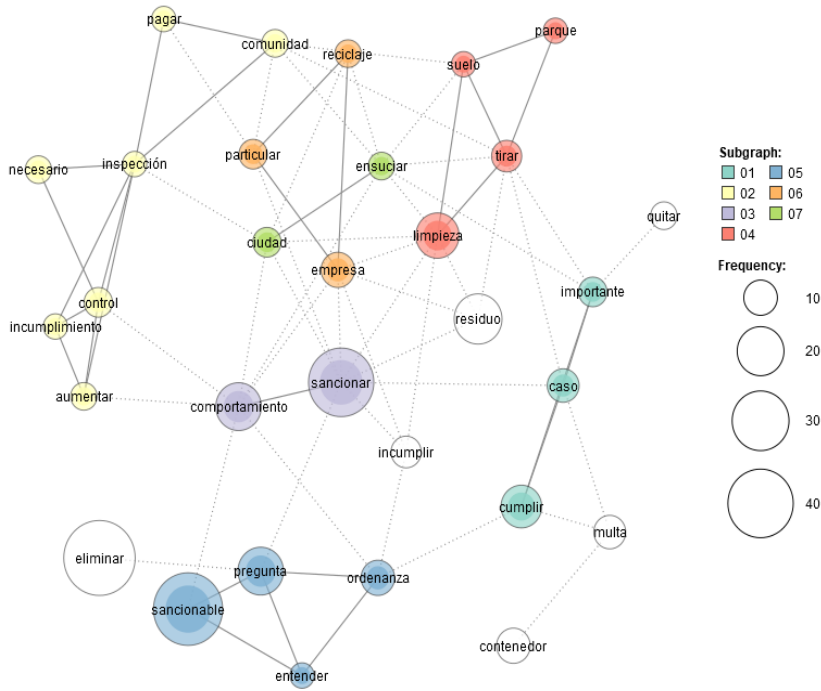 pagar
comunidad
reciclaje
suelo
parque
necesario
inspección
particular
ensuciar
tirar
ciudad
limpieza
empresa
quitar
importante
residuo
control
incumplimiento
aumentar
comportamiento
sancionar
caso
incumplir
cumplir
multa
eliminar
pregunta
ordenanza
sancionable
entender
contenedor
Subgraph:
01 05
02 06
03 07
04
Frequency:
10
20
30
40